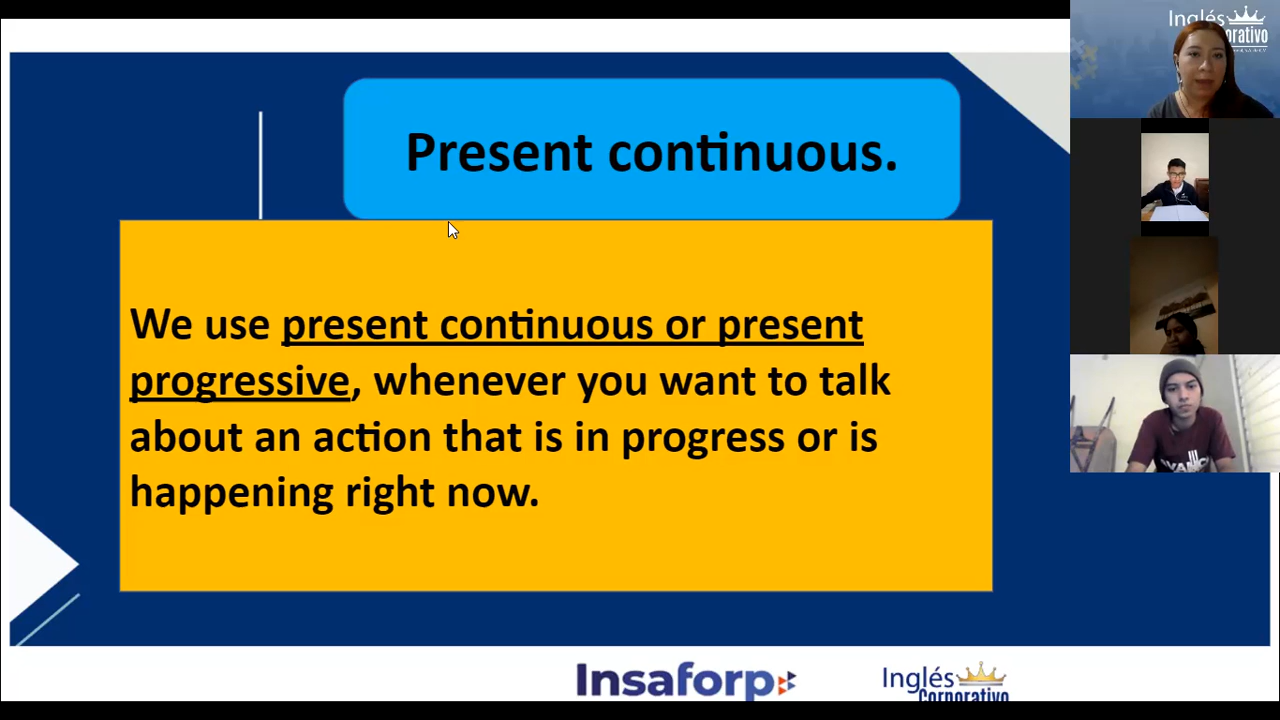 Present continuous.
We use present continuous or present
progressive, whenever you want to talk
about an action that is in progress or is
happening right now.
Insaforp
Inglés
Corporativo
Inglés